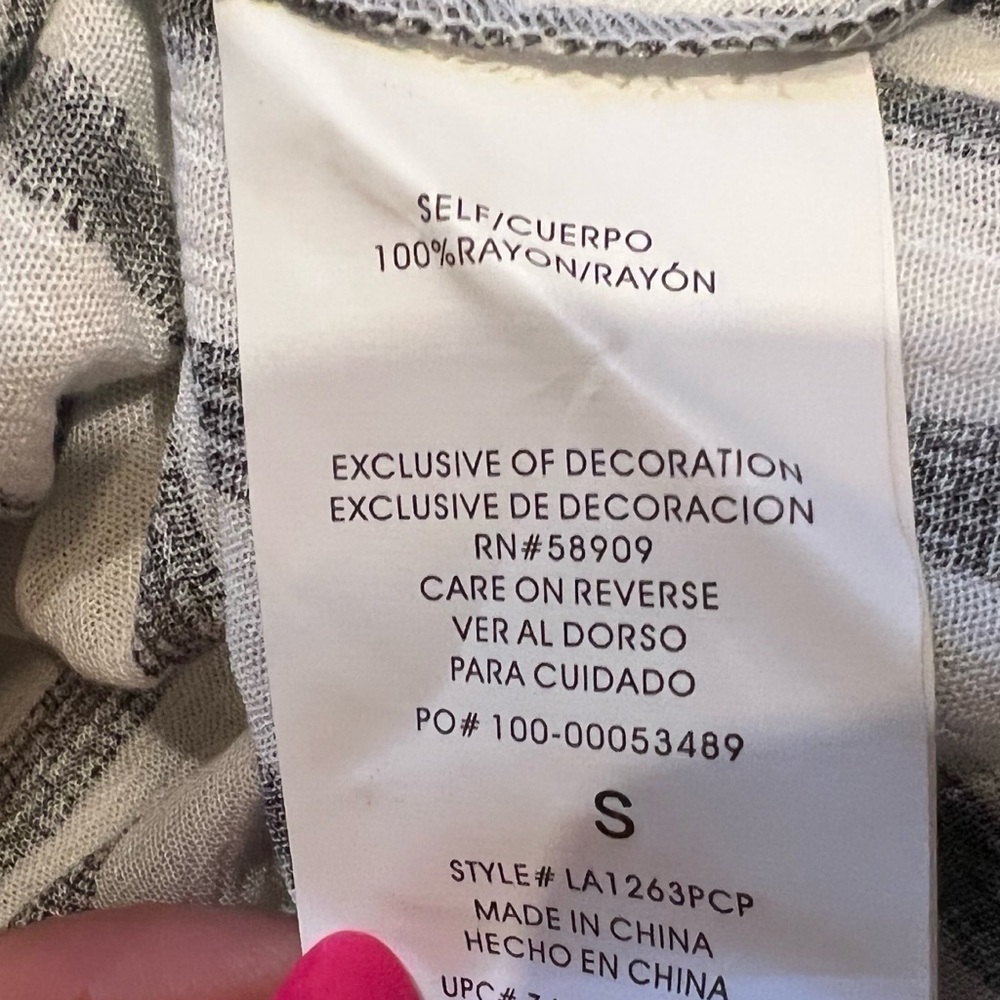 SELF/CUERPO
100%RAYON/RAYÓN
EXCLUSIVE OF DECORATION
EXCLUSIVE DE DECORACION
RN#58909
CARE ON REVERSE
VER AL DORSO
PARA CUIDADO
PO# 100-00053489
S
STYLE# LA1263PCP
MADE IN CHINA
HECHO EN CHINA
UPC#